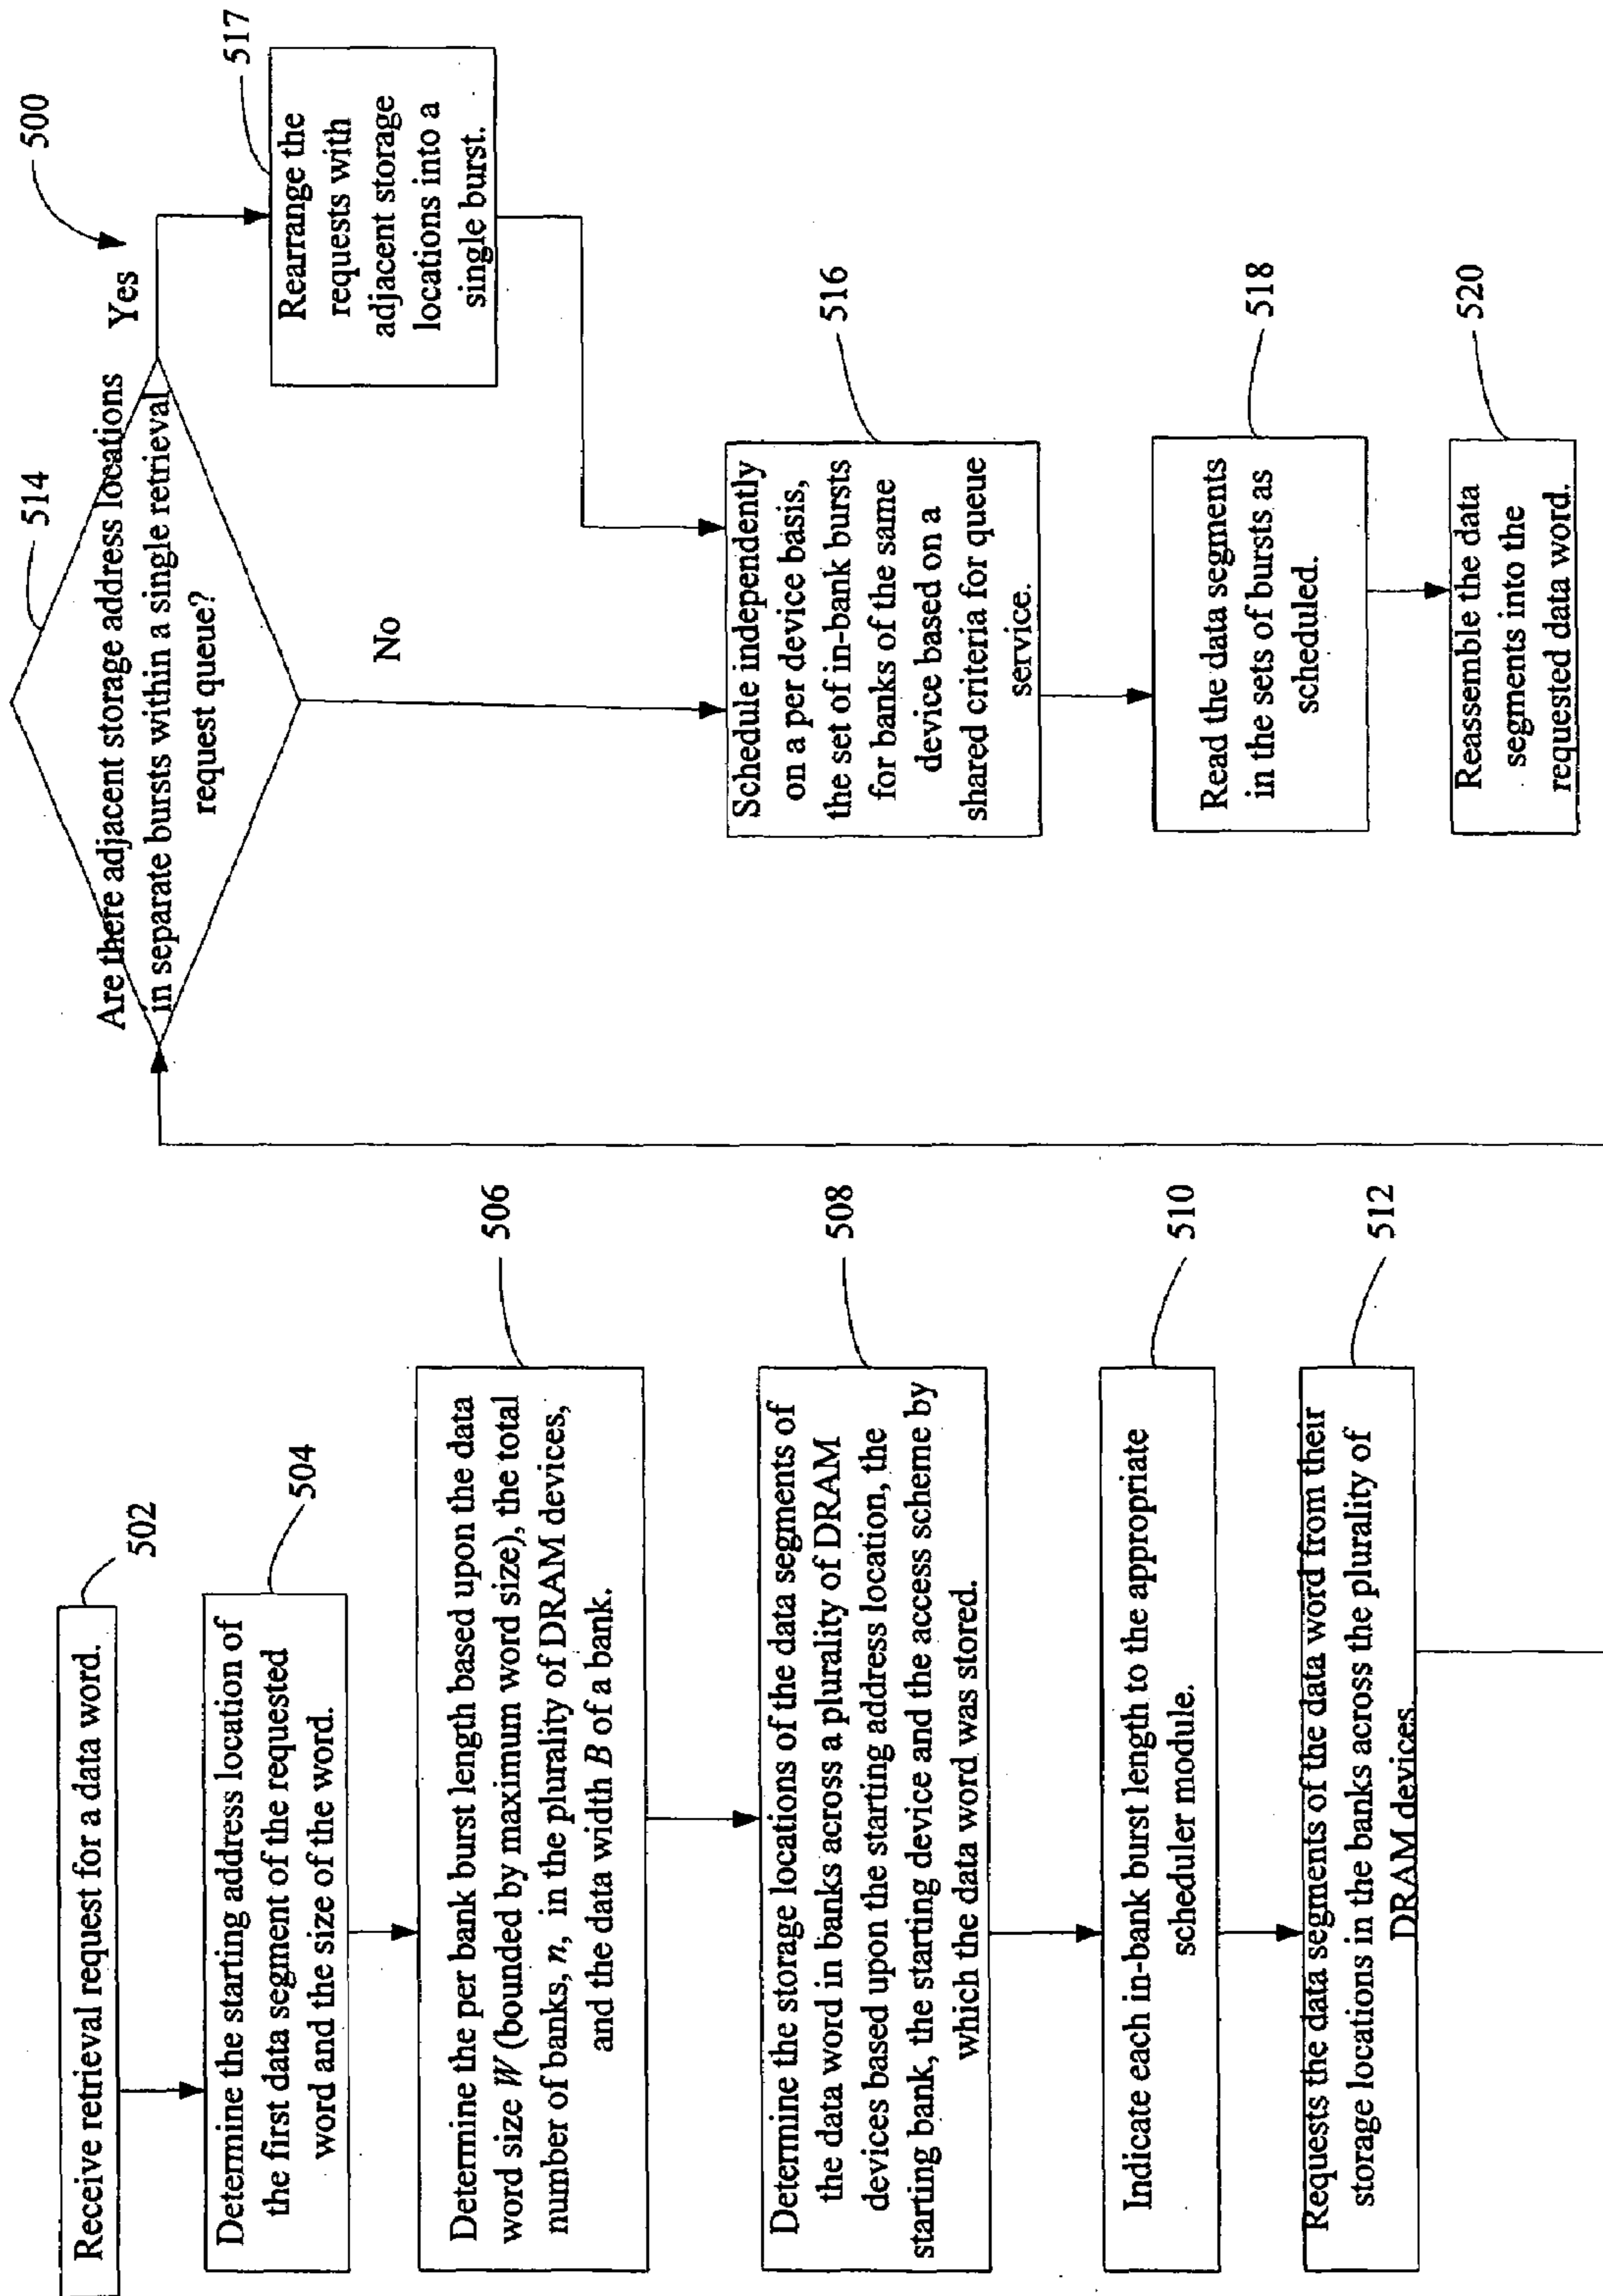 500
Receive retrieval request for a data word.
502
Determine the starting address location of
the first data segment of the requested
word and the size of the word.
504
Determine the per bank burst length based upon the data
word size W (bounded by maximum word size), the total
number of banks, n, in the plurality of DRAM devices,
and the data width B of a bank.
506
Determine the storage locations of the data segments of
the data word in banks across a plurality of DRAM
devices based upon the starting address location, the
starting bank, the starting device and the access scheme by
which the data word was stored.
508
Indicate each in-bank burst length to the appropriate
scheduler module.
510
Requests the data segments of the data word from their
storage locations in the banks across the plurality of
DRAM devices.
512
514
Are there adjacent storage address locations
in separate bursts within a single retrieval
request queue?
Yes
No
517
Rearrange the
requests with
adjacent storage
locations into a
single burst.
Schedule independently
on a per device basis,
the set of in-bank bursts
for banks of the same
device based on a
shared criteria for queue
service.
516
Read the data segments
in the sets of bursts as
scheduled.
518
Reassemble the data
segments into the
requested data word.
520